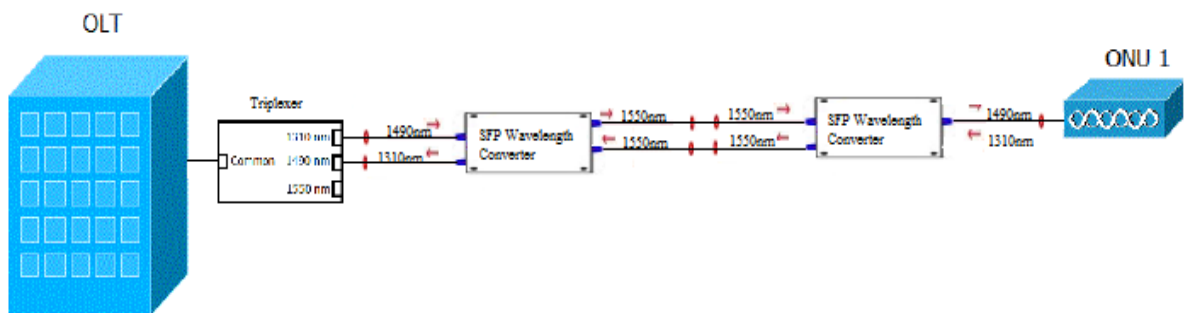 OLT
ONU 1
Triplexer
1310 nm
Common 1490 nm
1550 nm
1490nm
1310nm
SFP Wavelength
Converter
1550nm
1550nm
1550nm
1550nm
SFP Wavelength
Converter
1490nm
1310nm